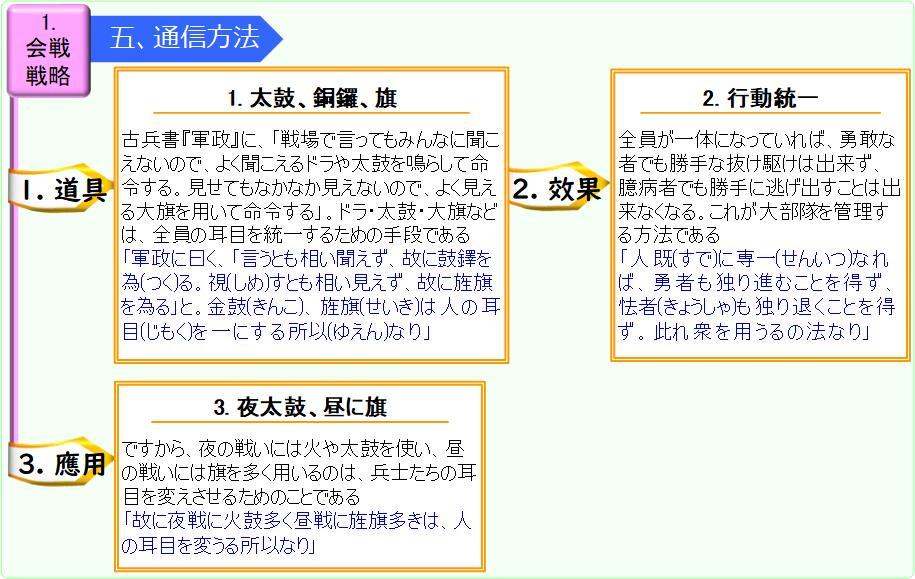 1.
会戦
戦略
五、通信方法
1. 道具
1. 太鼓、銅鑼、旗
古兵書『軍政』に、「戦場で言ってもみんなに聞こ
えないので、よく聞こえるドラや太鼓を鳴らして命
令する。見せてもなかなか見えないので、よく見え
る大旗を用いて命令する」。ドラ・太鼓・大旗など
は、全員の耳目を統一するための手段である
「軍政に曰く、「言うとも相い聞えず、故に鼓鐸を
為(つく)る。視(しめ)すとも相い見えず、故に旌旗
を為る」と。金鼓(きんこ)、旌旗(せいき)は人の耳
目(じもく)を一にする所以(ゆえん)なり」
2. 効果
2. 行動統一
全員が一体になっていれば、勇敢な
者でも勝手な抜け駆けは出来ず、
臆病者でも勝手に逃げ出すことは出
来なくなる。これが大部隊を管理す
る方法である
「人既(すで)に専一(せんいつ)なれ
ば、勇者も独り進むことを得ず、
怯者(きょうしゃ)も独り退くことを得
ず。此れ衆を用うるの法なり」
3. 應用
3. 夜太鼓、昼に旗
ですから、夜の戦いには火や太鼓を使い、昼
の戦いには旗を多く用いるのは、兵士たちの耳
目を変えさせるためのことである
「故に夜戦に火鼓多く昼戦に旌旗多きは、人
の耳目を変うる所以なり」